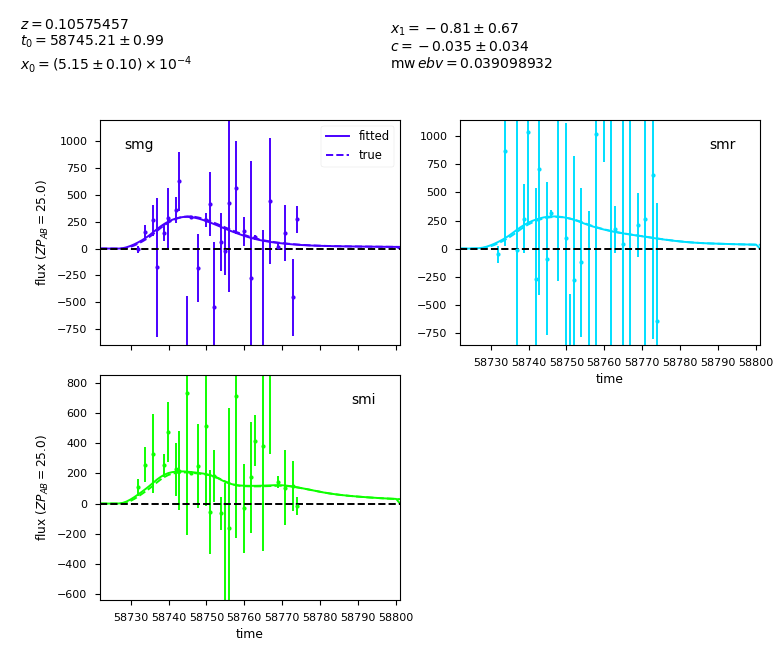 z = 0.10575457
t₀ = 58745.21 ± 0.99
x₀ = (5.15 ± 0.10) × 10⁻⁴
x₁ = −0.81 ± 0.67
c = −0.035 ± 0.034
mw ebv = 0.039098932
smg
fitted
true
1000
750
500
250
0
−250
−500
−750
flux (ZP_AB = 25.0)
smr
1000
750
500
250
0
−250
−500
−750
58730 58740 58750 58760 58770 58780 58790 58800
time
smi
800
600
400
200
0
−200
−400
−600
flux (ZP_AB = 25.0)
58730 58740 58750 58760 58770 58780 58790 58800
time